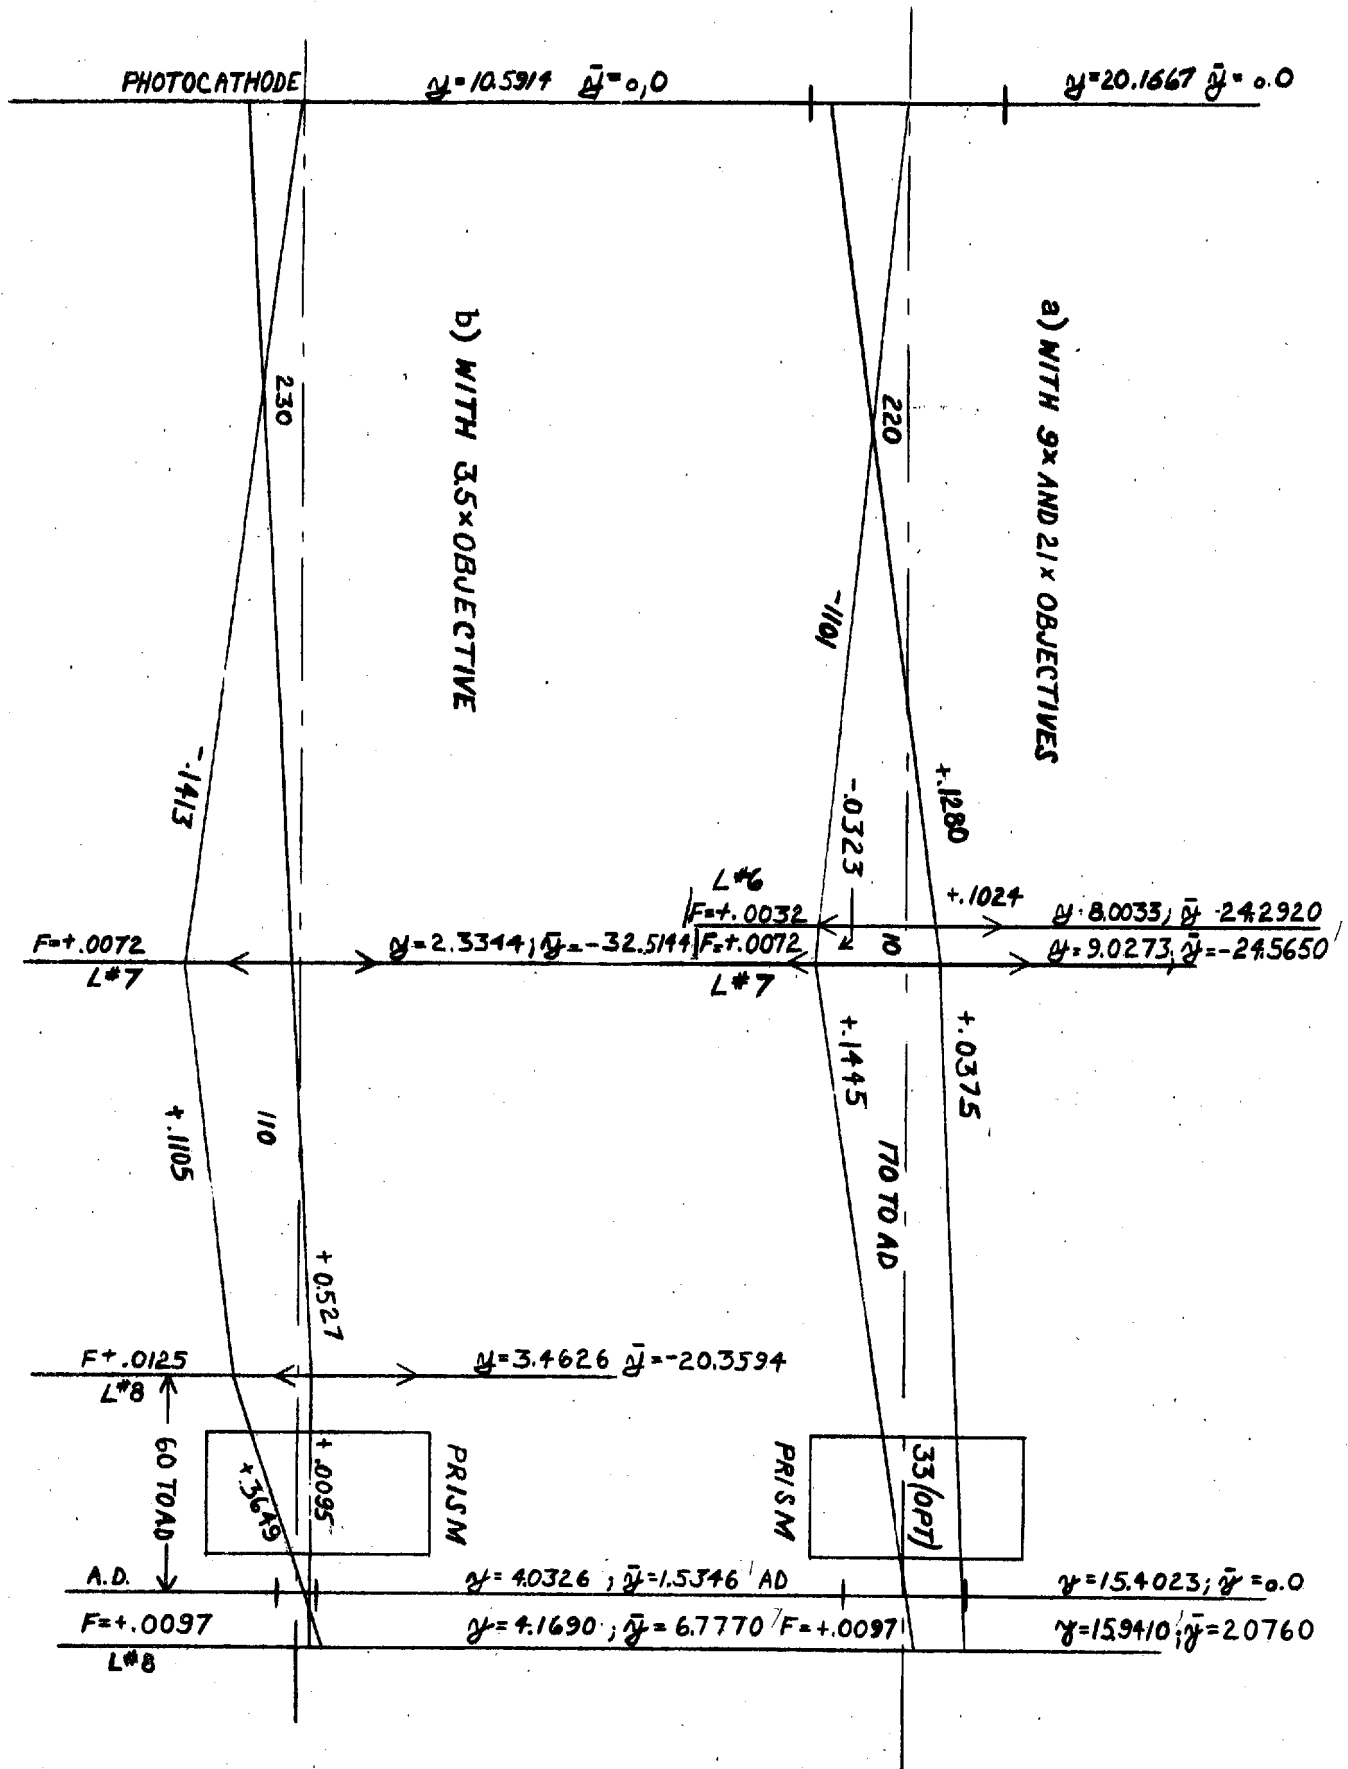 PHOTOCATHODE
y=10.5914 ȳ=0,0
y=20.1667 ȳ=0.0
230
220
b) WITH 3.5× OBJECTIVE
a) WITH 9× AND 21× OBJECTIVES
-.1413
-.1101
+.1280
-.0323
+.1024
L#6
F=+.0032
y=8.0033; ȳ-24.2920
10
F=+.0072
L#7
y=2.3344; ȳ=-32.5144
F=+.0072
L#7
y=9.0273; ȳ=-24.5650
+.1105
110
+.1445
+.0375
170 TO AD
+0.527
F+.0125
L#8
y=3.4626 ȳ=-20.3594
60 TO AD
+.3649
+.0095
PRISM
PRISM
33 (OPT)
A.D.
y=4.0326; ȳ=1.5346
AD
y=15.4023; ȳ=0.0
F=+.0097
L#8
y=4.1690; ȳ=6.7770
F=+.0097
y=15.9410; ȳ=2.0760